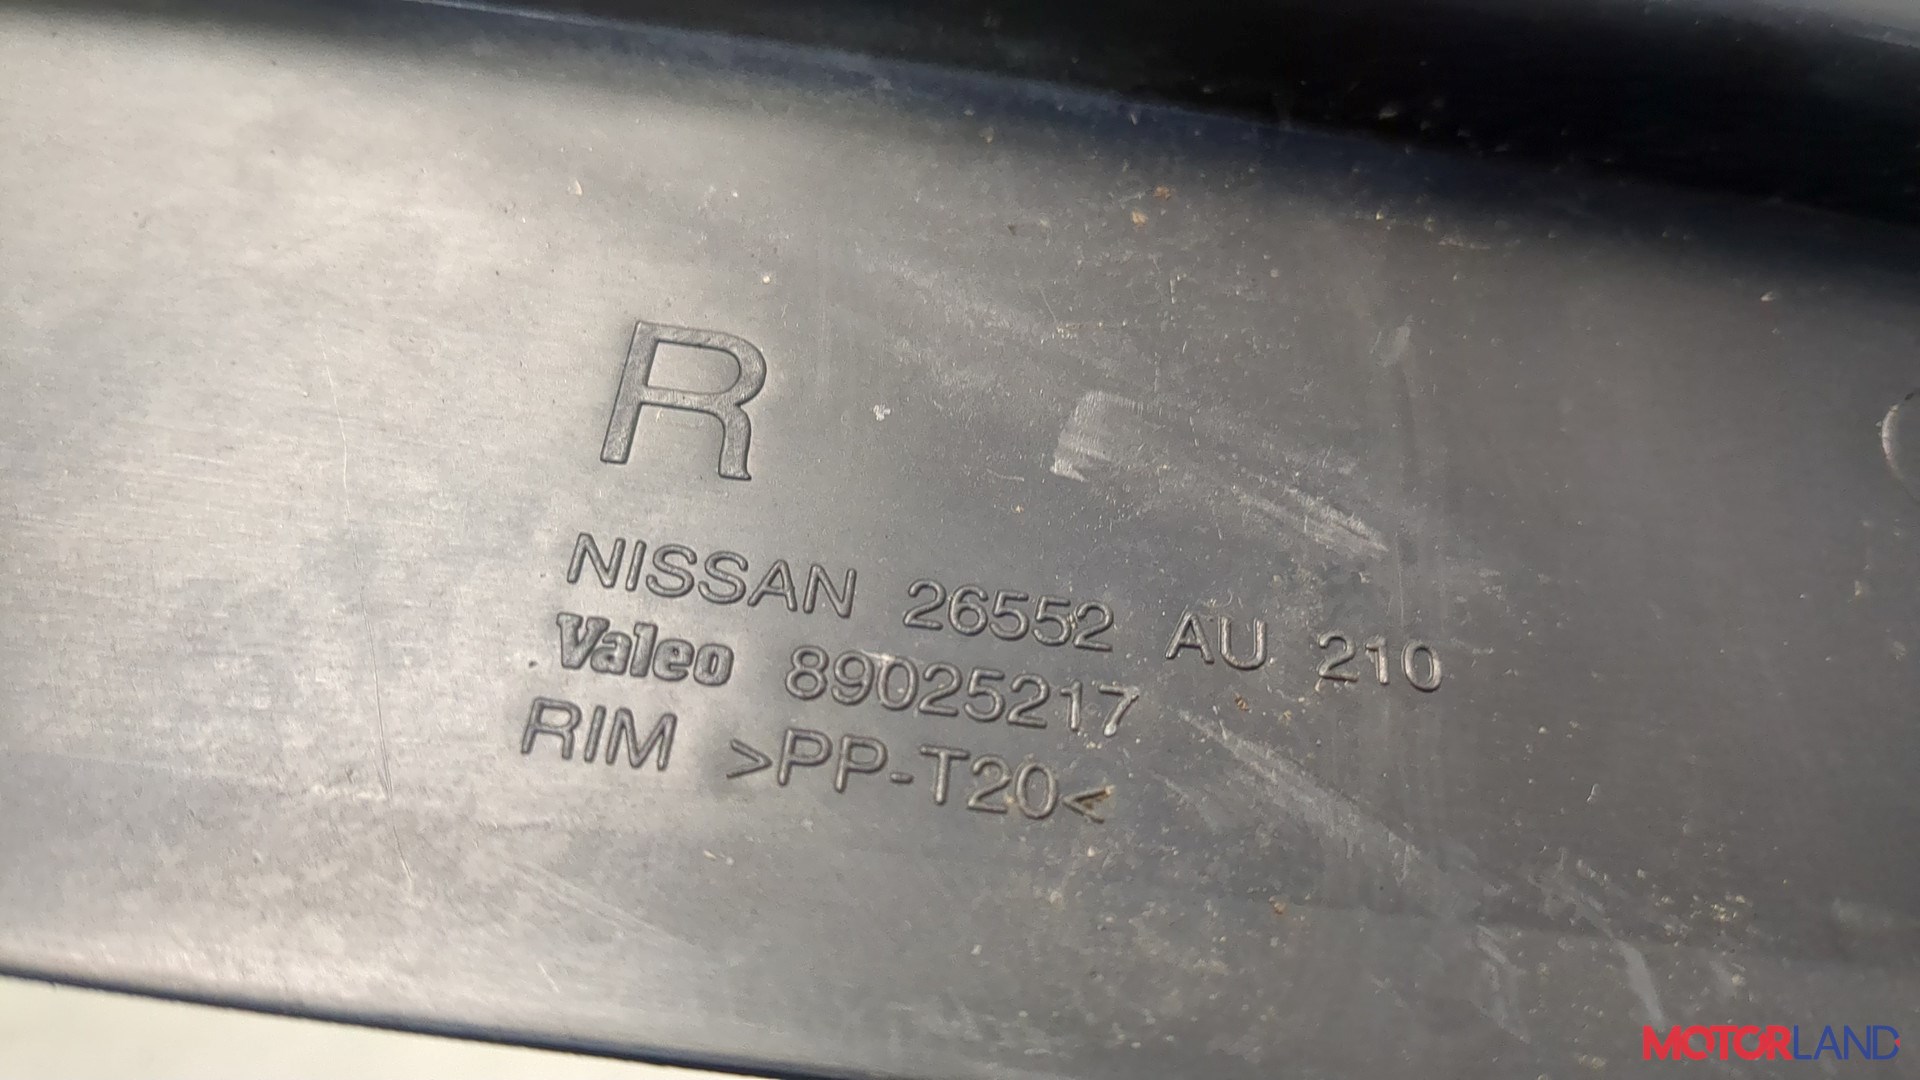 R
NISSAN 26552 AU 210
Valeo 89025217
RIM >PP-T20<
MOTORLAND